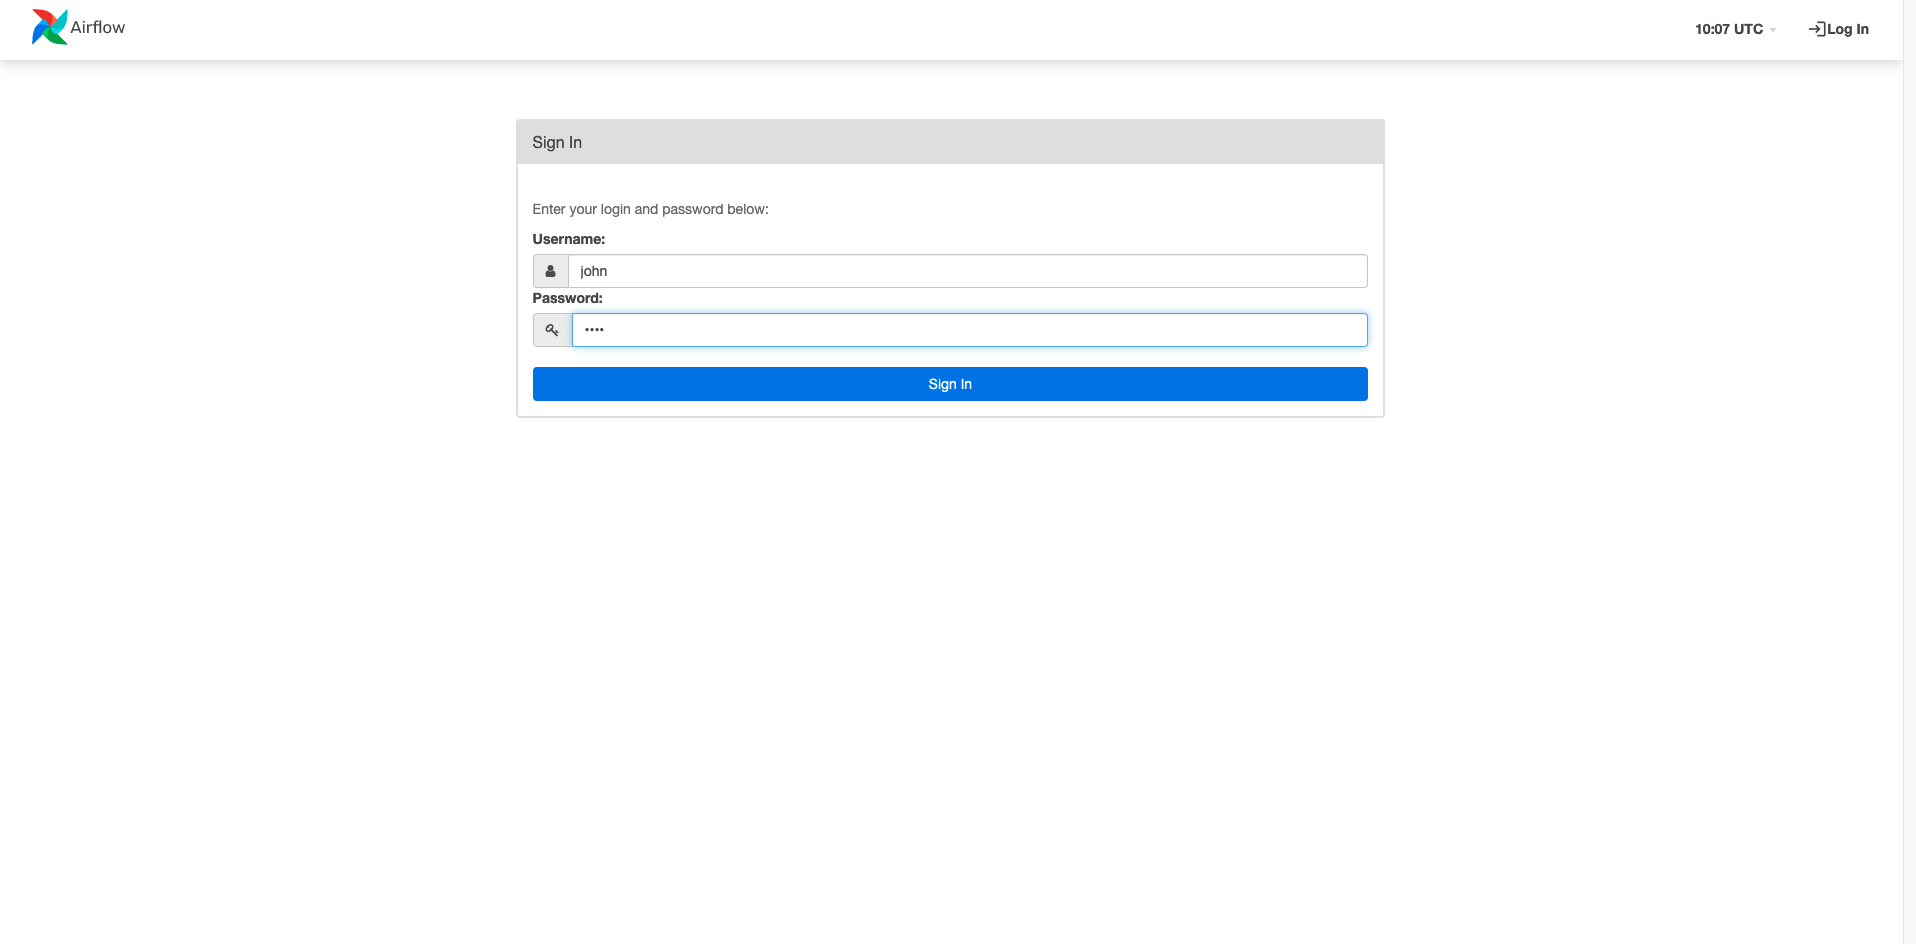 Airflow
10:07 UTC
Log In
Sign In
Enter your login and password below:
Username:
john
Password:
••••
Sign In